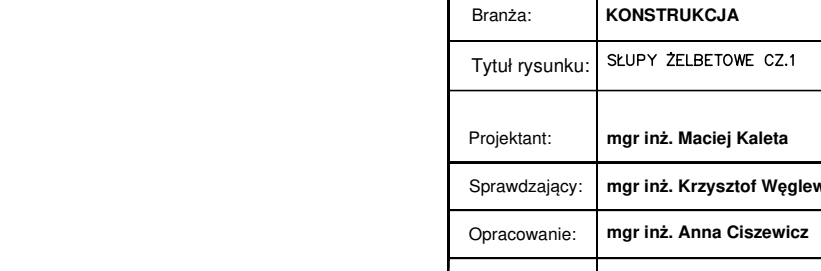 Branża: KONSTRUKCJA
Tytuł rysunku: SŁUPY ŻELBETOWE CZ.1
Projektant: mgr inż. Maciej Kaleta
Sprawdzający: mgr inż. Krzysztof
Opracowanie: mgr inż. Anna Ciszewicz